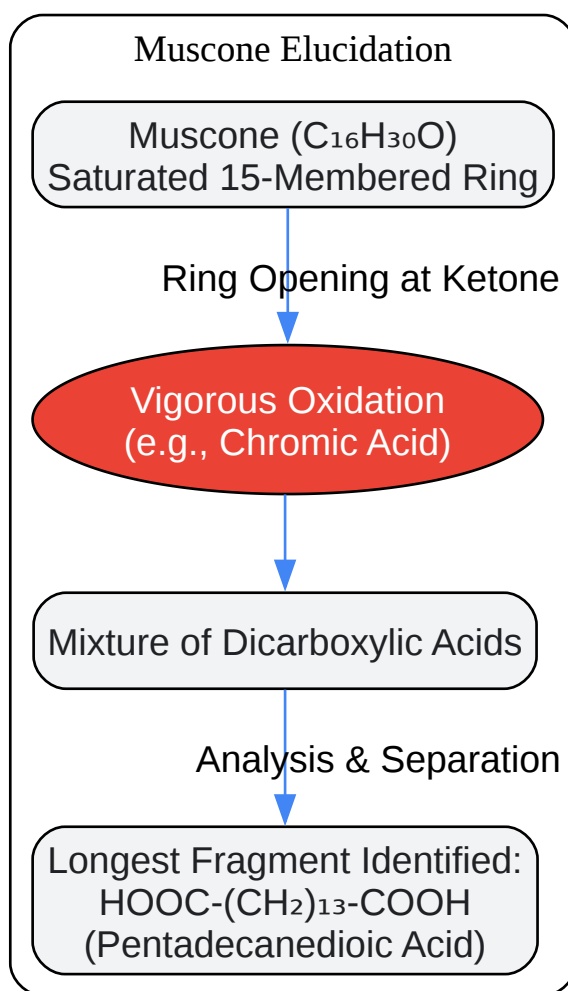 Muscone Elucidation
Muscone (C₁₆H₃₀O)
Saturated 15-Membered Ring
Ring Opening at Ketone
Vigorous Oxidation
(e.g., Chromic Acid)
Mixture of Dicarboxylic Acids
Analysis & Separation
Longest Fragment Identified:
HOOC-(CH₂)₁₃-COOH
(Pentadecanedioic Acid)